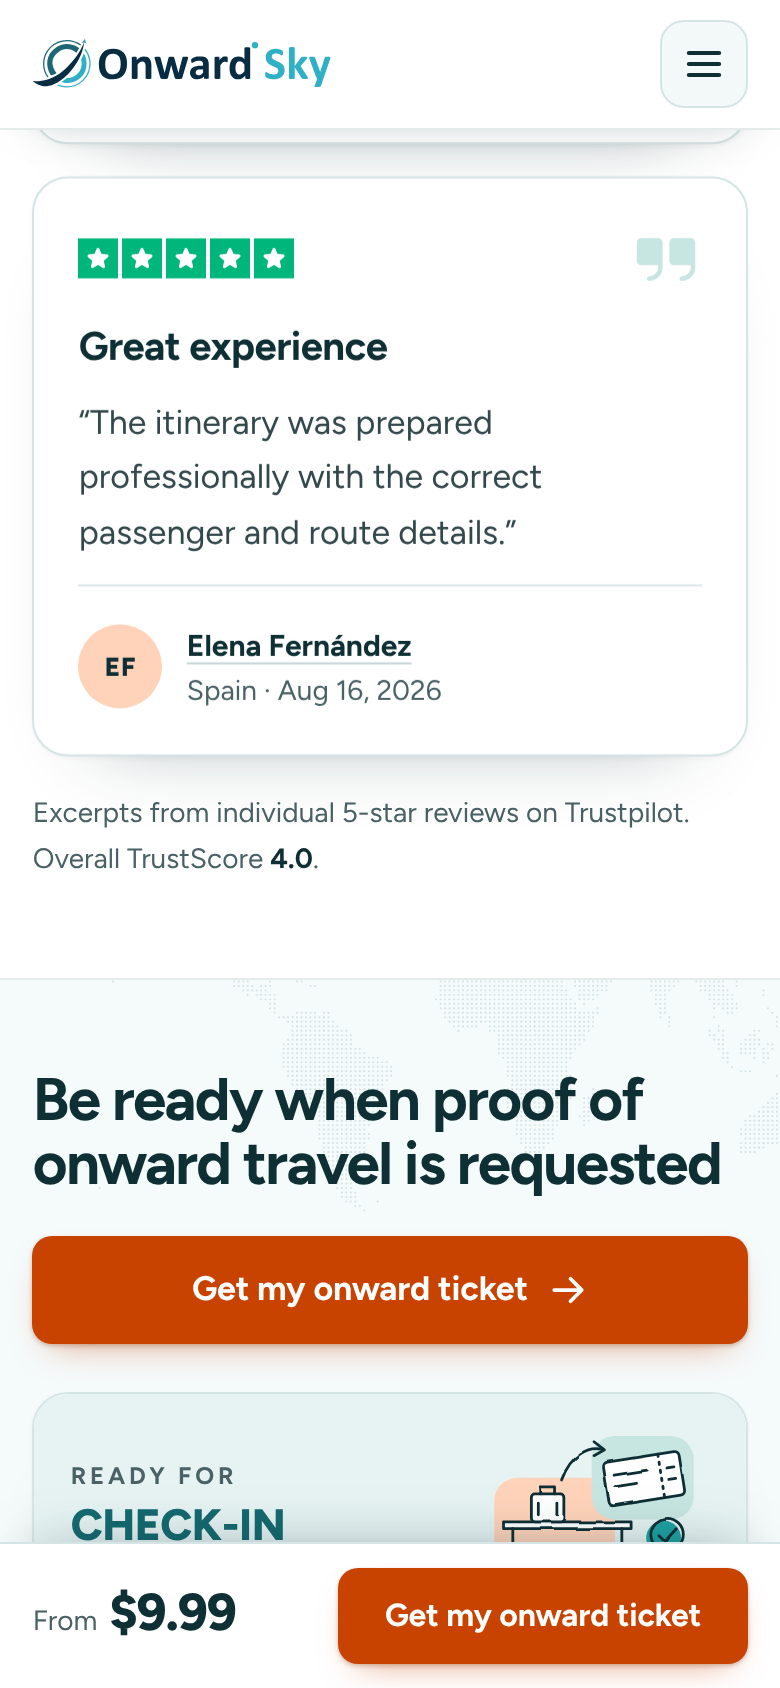 Onward Sky
Great experience
“The itinerary was prepared
professionally with the correct
passenger and route details.”
EF
Elena Fernández
Spain · Aug 16, 2026
Excerpts from individual 5-star reviews on Trustpilot.
Overall TrustScore 4.0.
Be ready when proof of
onward travel is requested
Get my onward ticket →
READY FOR
CHECK-IN
From $9.99
Get my onward ticket